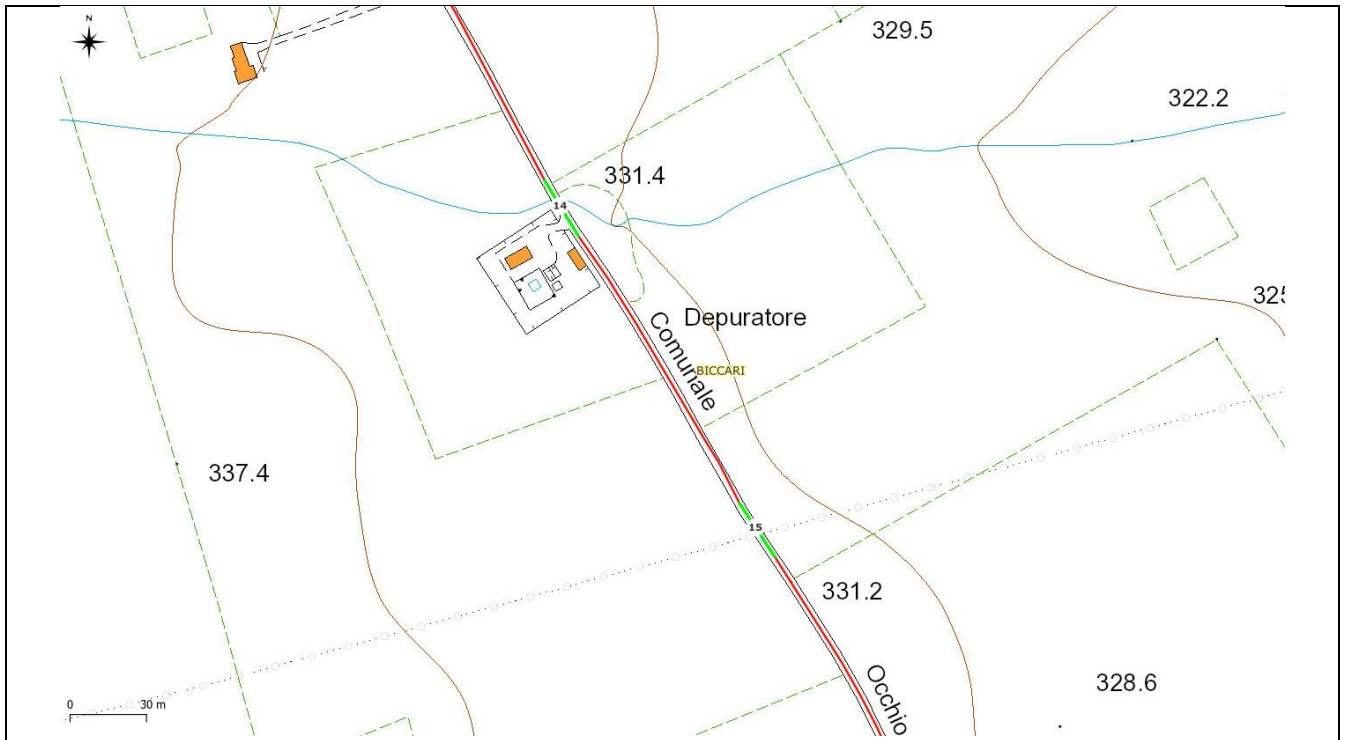 N
329.5
322.2
331.4
14
325
Depuratore
Comunale
BICCARI
337.4
15
331.2
Occhio
328.6
0 30 m